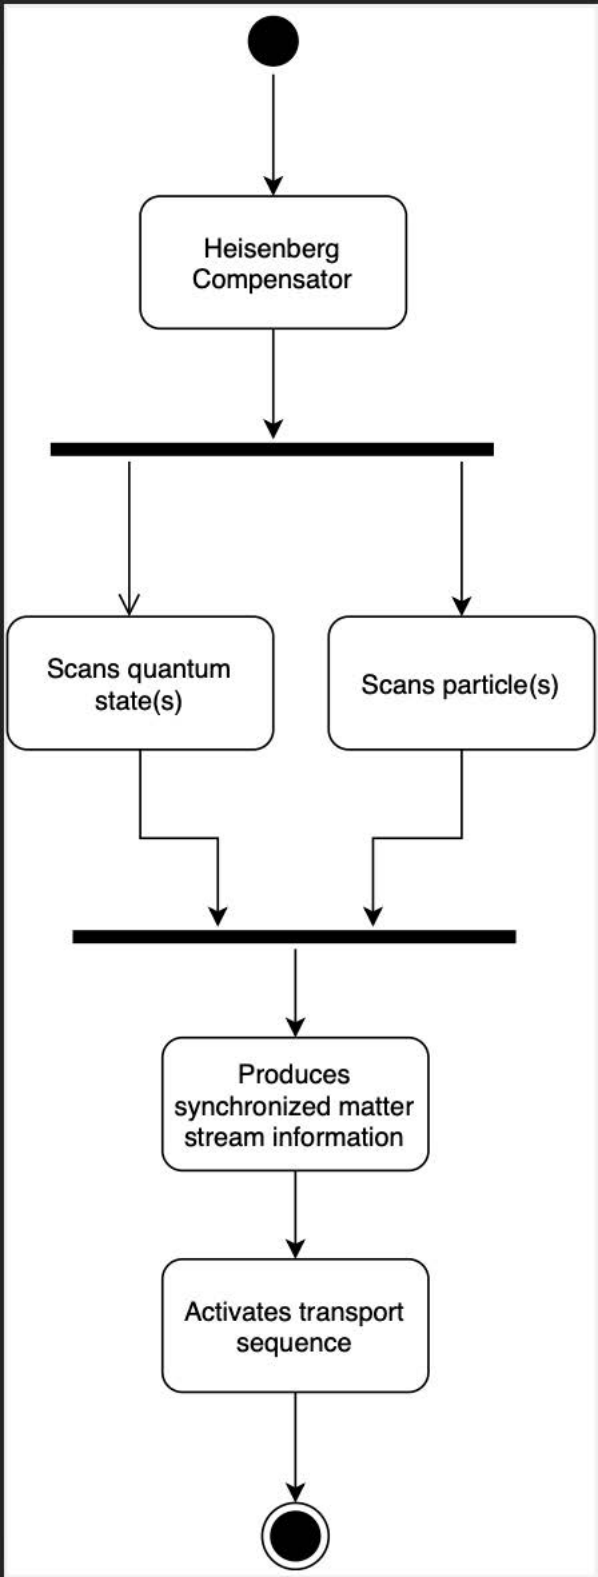 Heisenberg
Compensator
Scans quantum
state(s)
Scans particle(s)
Produces
synchronized matter
stream information
Activates transport
sequence